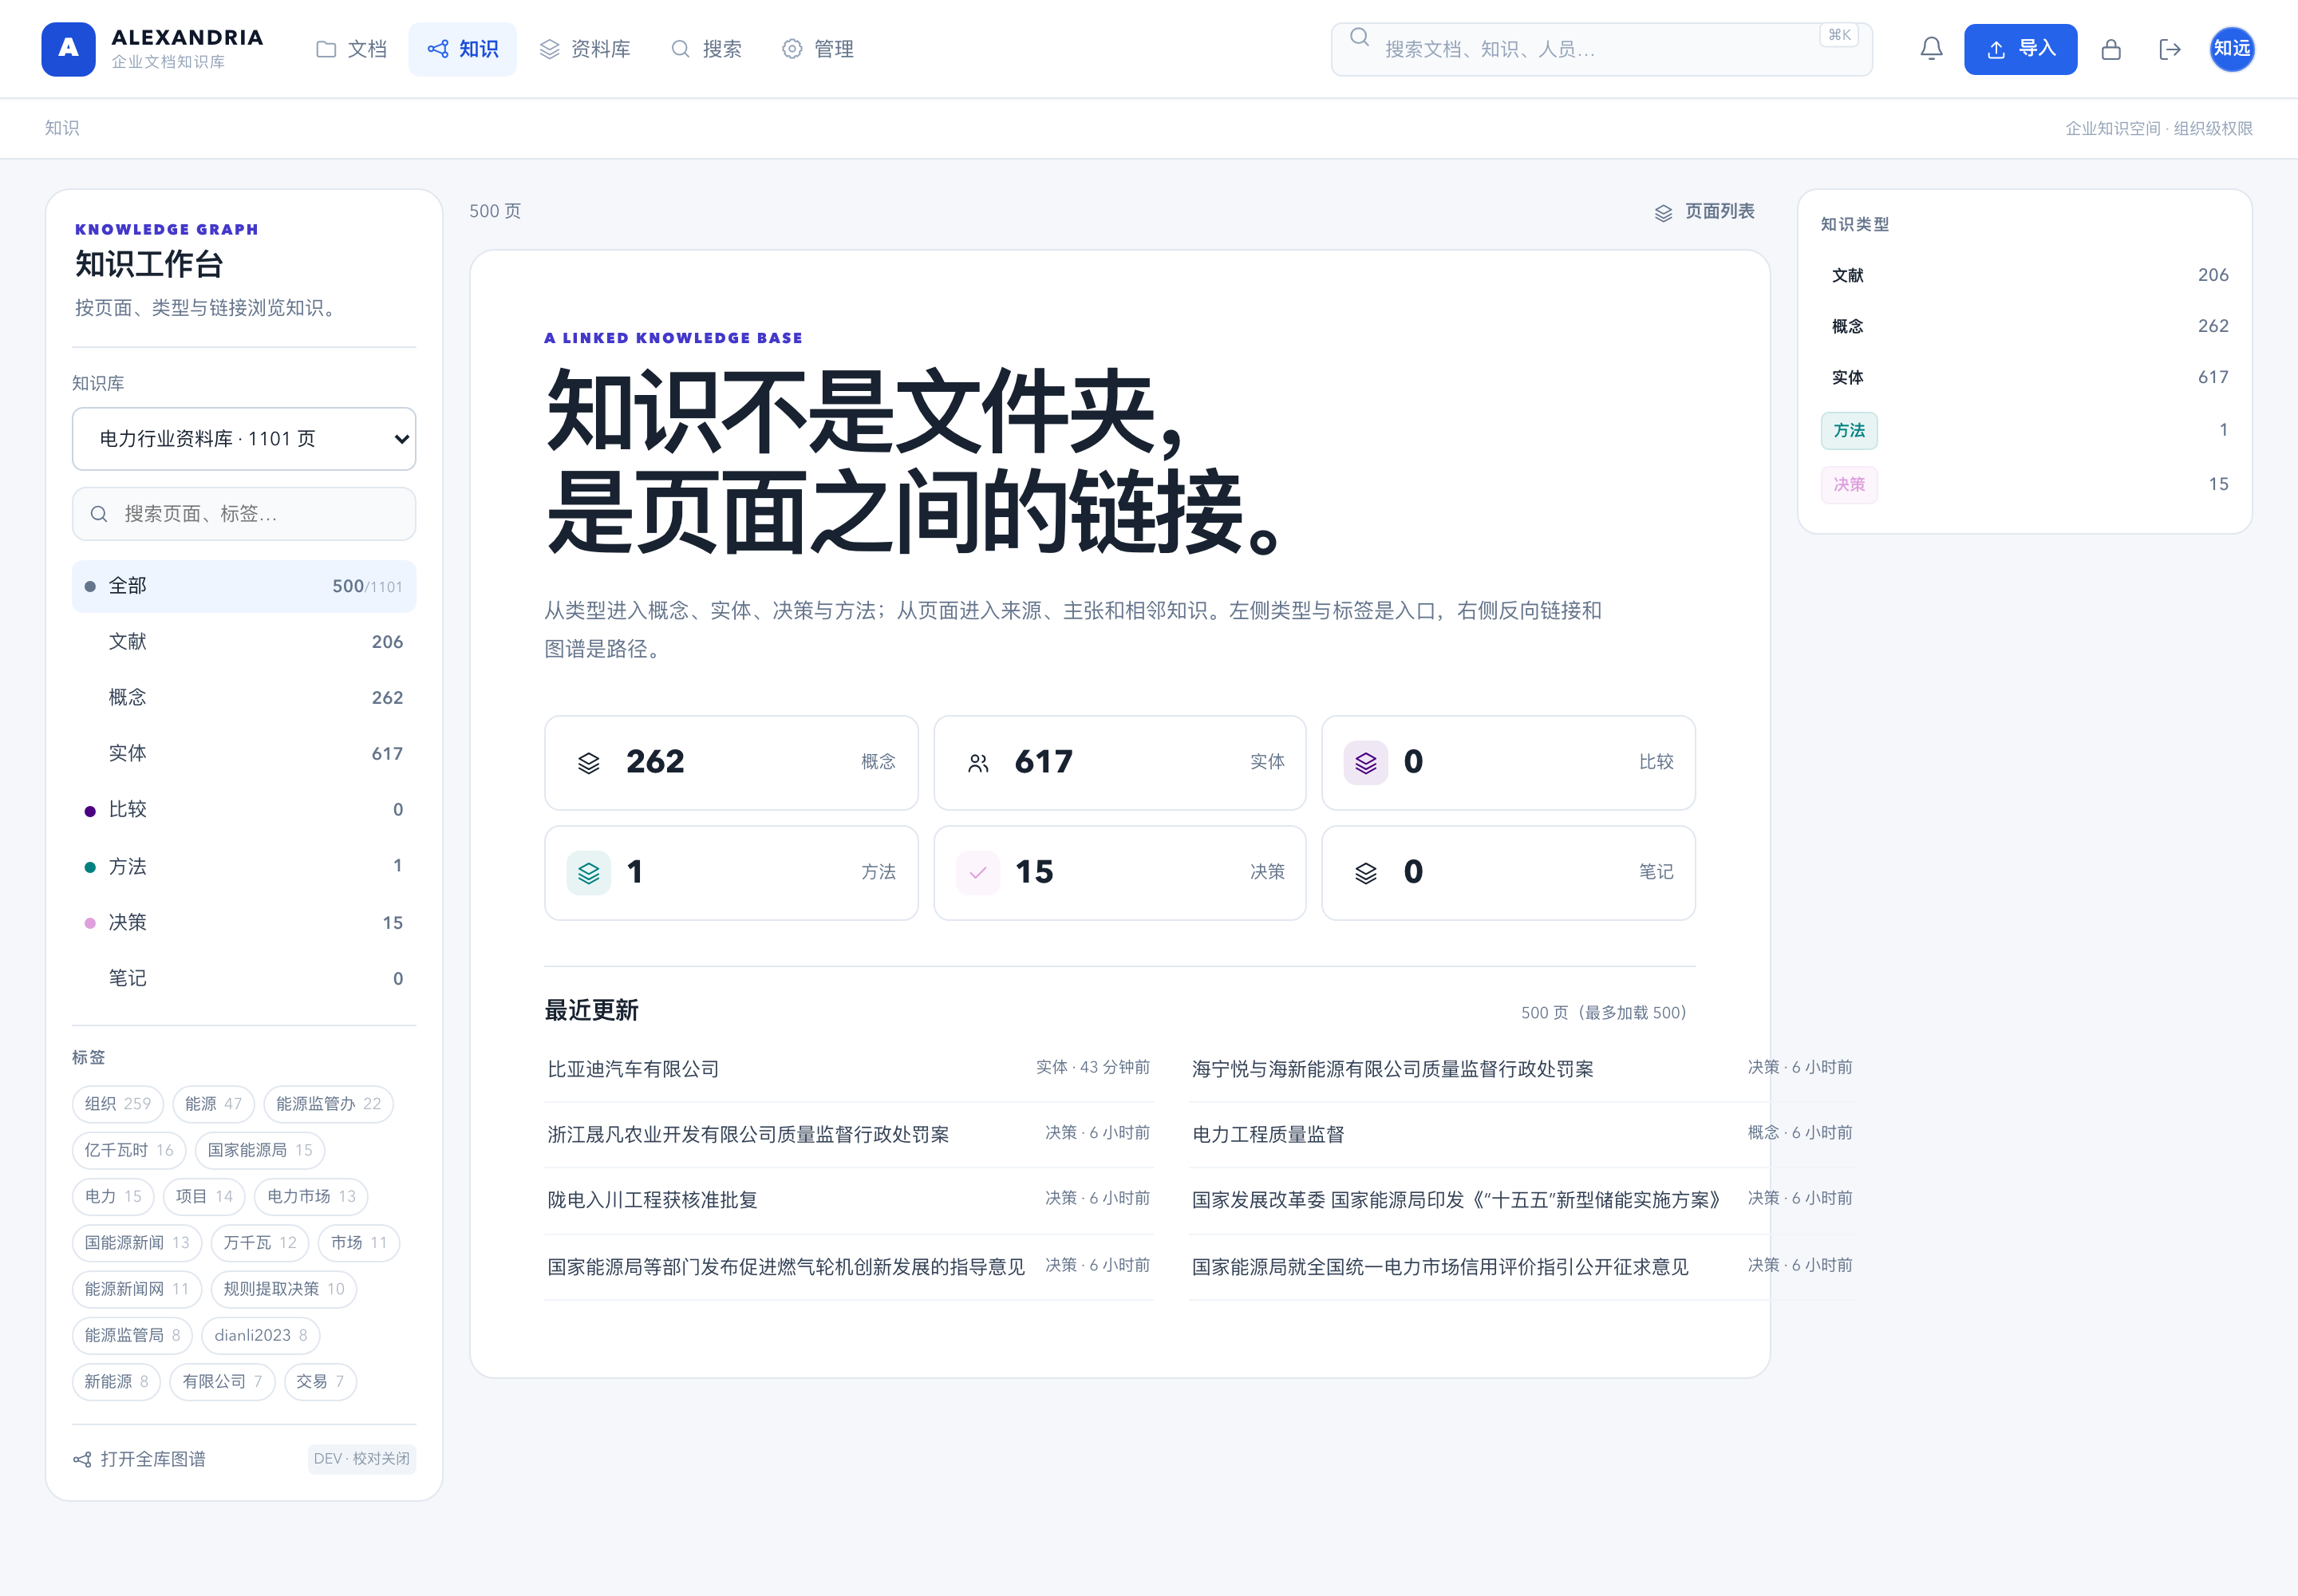 A
ALEXANDRIA
企业文档知识库
文档
知识
资料库
搜索
管理
搜索文档、知识、人员…
⌘K
导入
知远
知识
企业知识空间 · 组织级权限
KNOWLEDGE GRAPH
知识工作台
按页面、类型与链接浏览知识。
知识库
电力行业资料库 · 1101 页
搜索页面、标签…
全部 500/1101
文献 206
概念 262
实体 617
比较 0
方法 1
决策 15
笔记 0
标签
组织 259 能源 47 能源监管办 22
亿千瓦时 16 国家能源局 15
电力 15 项目 14 电力市场 13
国能源新闻 13 万千瓦 12 市场 11
能源新闻网 11 规则提取决策 10
能源监管局 8 dianli2023 8
新能源 8 有限公司 7 交易 7
打开全库图谱 DEV · 校对关闭
500 页
页面列表
A LINKED KNOWLEDGE BASE
知识不是文件夹，
是页面之间的链接。
从类型进入概念、实体、决策与方法；从页面进入来源、主张和相邻知识。左侧类型与标签是入口，右侧反向链接和
图谱是路径。
262 概念
617 实体
0 比较
1 方法
15 决策
0 笔记
最近更新
500 页（最多加载 500）
比亚迪汽车有限公司 实体 · 43 分钟前
海宁悦与海新能源有限公司质量监督行政处罚案 决策 · 6 小时前
浙江晟凡农业开发有限公司质量监督行政处罚案 决策 · 6 小时前
电力工程质量监督 概念 · 6 小时前
陇电入川工程获核准批复 决策 · 6 小时前
国家发展改革委 国家能源局印发《“十五五”新型储能实施方案》 决策 · 6 小时前
国家能源局等部门发布促进燃气轮机创新发展的指导意见 决策 · 6 小时前
国家能源局就全国统一电力市场信用评价指引公开征求意见 决策 · 6 小时前
知识类型
文献 206
概念 262
实体 617
方法 1
决策 15